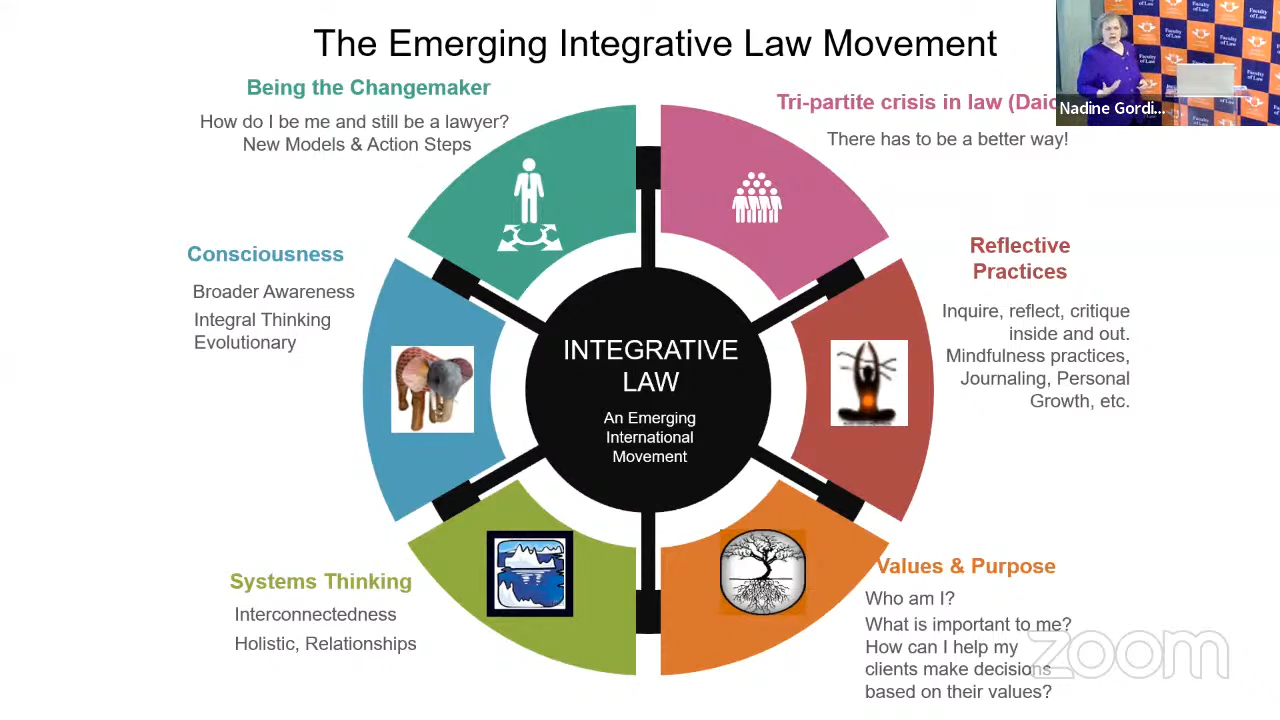 The Emerging Integrative Law Movement
Being the Changemaker
How do I be me and still be a lawyer?
New Models & Action Steps
Tri-partite crisis in law (Daic
There has to be a better way!
Nadine Gordi...
Faculty of Law
Consciousness
Broader Awareness
Integral Thinking
Evolutionary
Reflective
Practices
Inquire, reflect, critique
inside and out.
Mindfulness practices,
Journaling, Personal
Growth, etc.
INTEGRATIVE
LAW
An Emerging
International
Movement
Systems Thinking
Interconnectedness
Holistic, Relationships
Values & Purpose
Who am I?
What is important to me?
How can I help my
clients make decisions
based on their values?
zoom